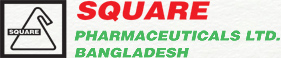 SQUARE
SQUARE
PHARMACEUTICALS LTD.
BANGLADESH